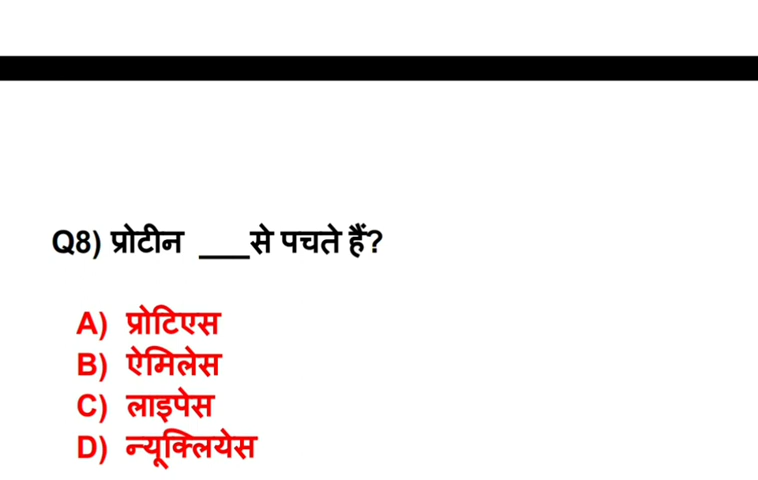 Q8) प्रोटीन ___से पचते हैं?
A) प्रोटिएस
B) ऐमिलेस
C) लाइपेस
D) न्यूक्लियेस